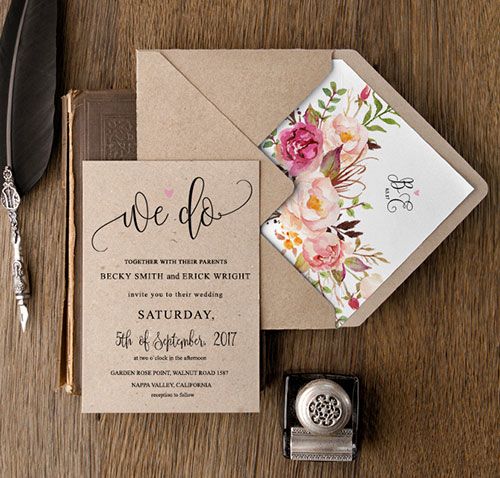 we do
TOGETHER WITH THEIR PARENTS
BECKY SMITH AND ERICK WRIGHT
invite you to their wedding
SATURDAY,
5th of September, 2017
at two o'clock in the afternoon
GARDEN ROSE POINT, WALNUT ROAD 1587
NAPPA VALLEY, CALIFORNIA
reception to follow
B
E